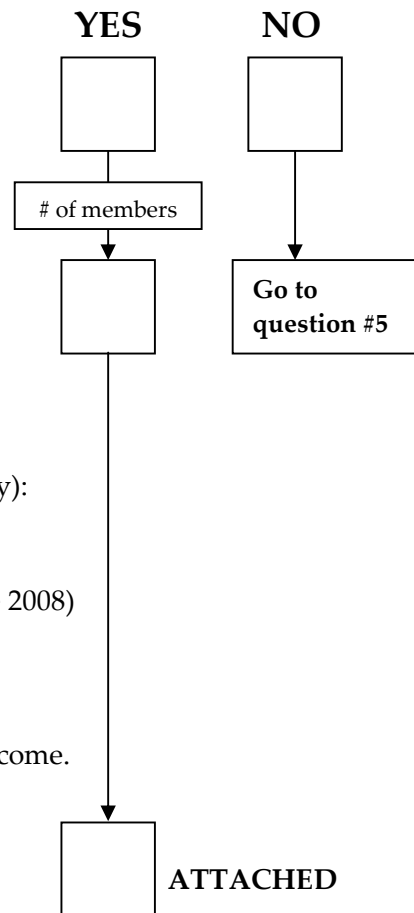 YES NO
# of members
Go to
question #5
y):
2008)
come.
ATTACHED